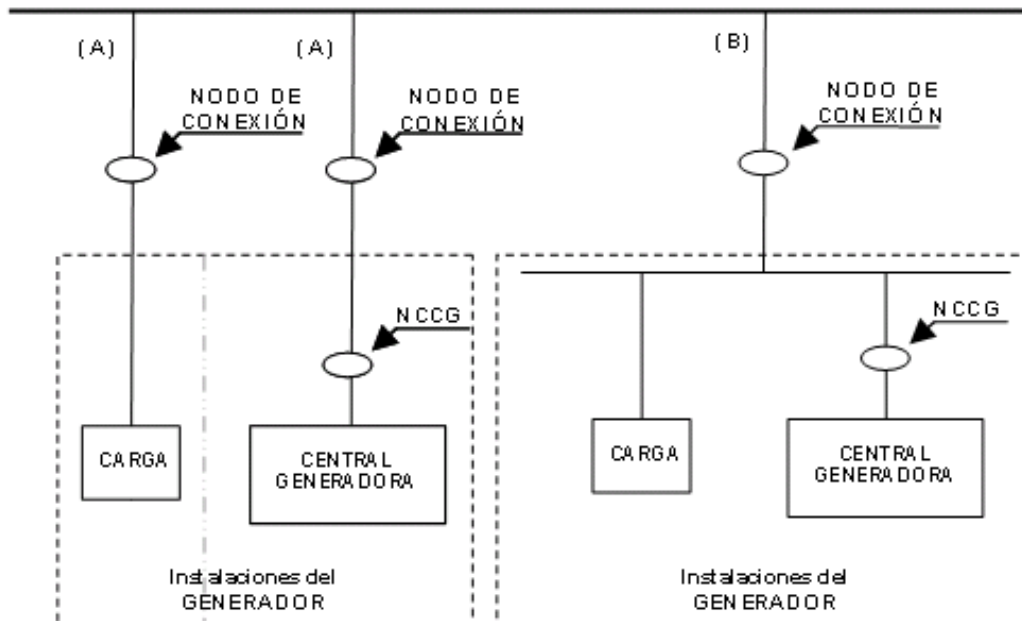 (A)
NODO DE
CONEXIÓN
(A)
NODO DE
CONEXIÓN
(B)
NODO DE
CONEXIÓN
NCCG
CARGA
CENTRAL
GENERADORA
Instalaciones del
GENERADOR
NCCG
CARGA
CENTRAL
GENERADORA
Instalaciones del
GENERADOR